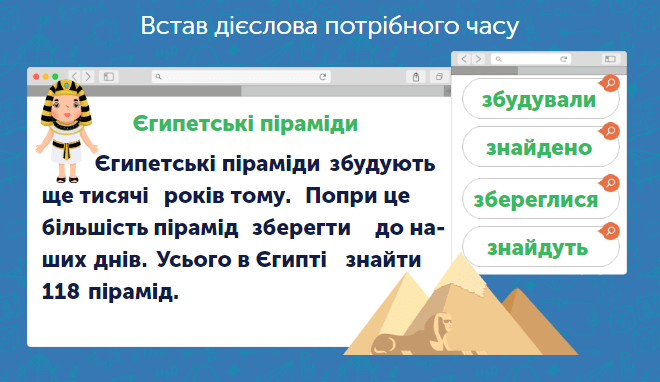 Встав дієслова потрібного часу
Єгипетські піраміди
Єгипетські піраміди збудують
ще тисячі років тому. Попри це
більшість пірамід зберегти до на-
ших днів. Усього в Єгипті знайти
118 пірамід.
збудували
знайдено
збереглися
знайдуть